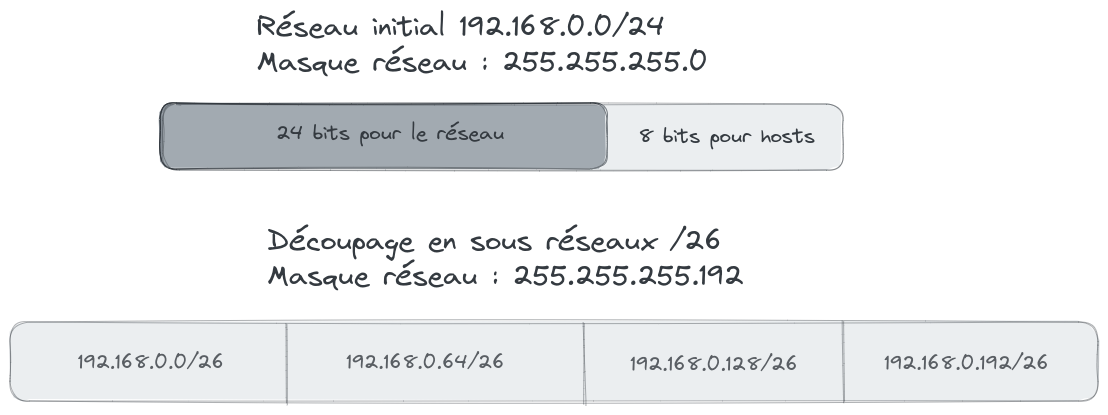 Réseau initial 192.168.0.0/24
Masque réseau : 255.255.255.0
24 bits pour le réseau
8 bits pour hosts
Découpage en sous réseaux /26
Masque réseau : 255.255.255.192
192.168.0.0/26
192.168.0.64/26
192.168.0.128/26
192.168.0.192/26